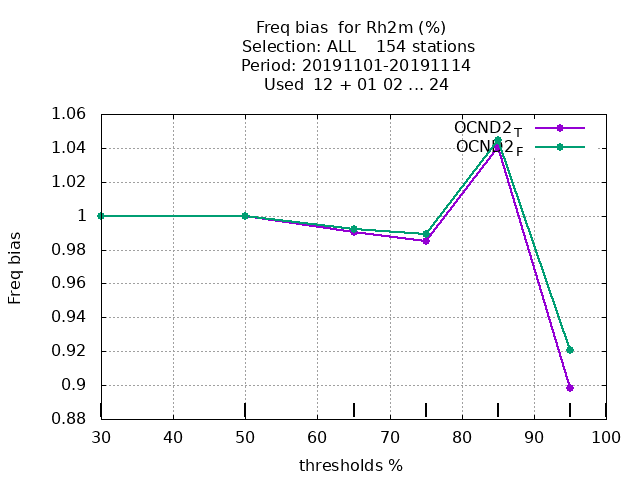 Freq bias  for Rh2m (%)
Selection: ALL    154 stations
Period: 20191101-20191114
Used  12 + 01 02 ... 24
1.06
1.04
1.02
1
0.98
0.96
0.94
0.92
0.9
0.88
Freq bias
OCND2T
OCND2F
30 40 50 60 70 80 90 100
thresholds %